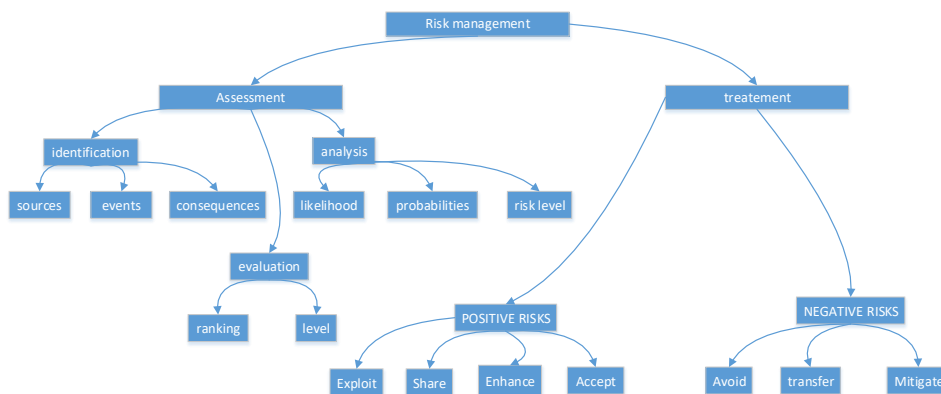 Risk management
Assessment
treatement
identification
analysis
sources
events
consequences
likelihood
probabilities
risk level
evaluation
ranking
level
POSITIVE RISKS
NEGATIVE RISKS
Exploit
Share
Enhance
Accept
Avoid
transfer
Mitigate